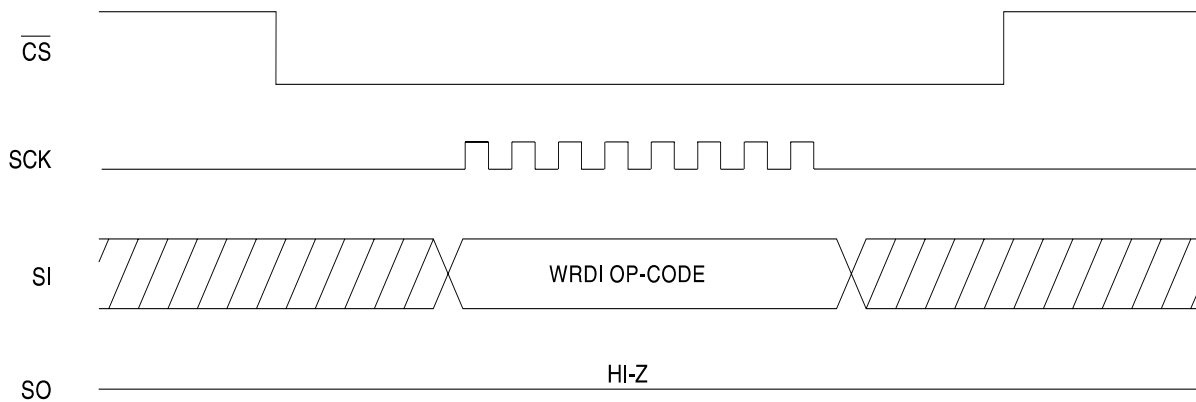 CS
SCK
SI
WRDI OP-CODE
HI-Z
SO